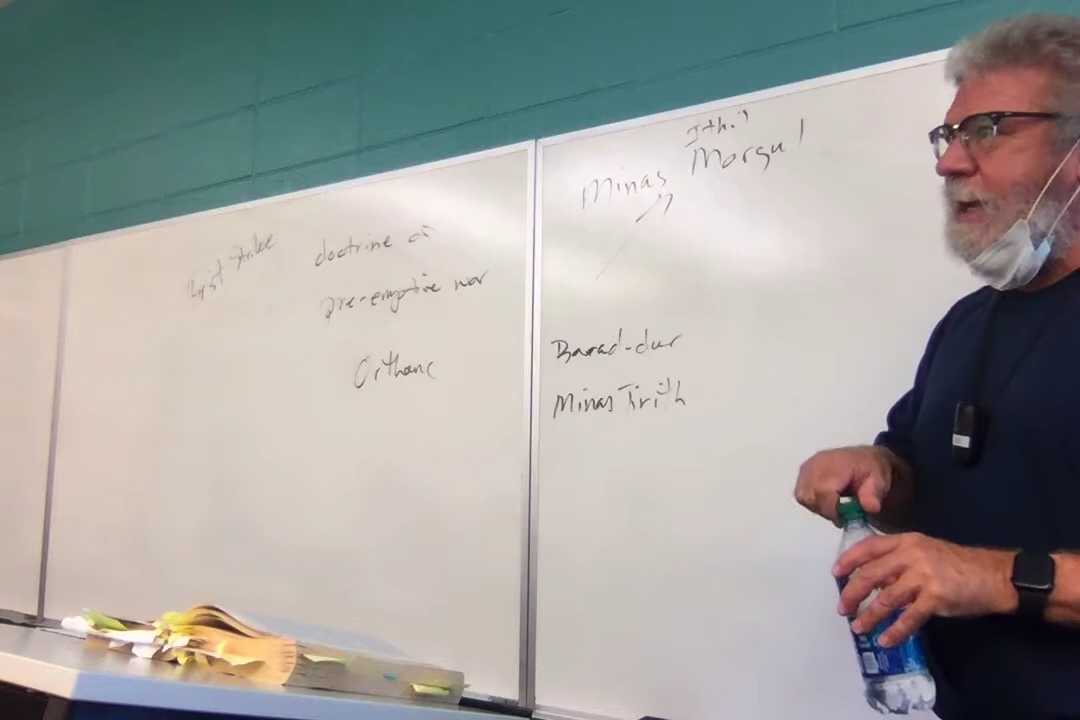 First Strike
doctrine of
pre-emptive war
Orthanc
Ithil
Minas Morgul
Barad-dur
Minas Tirith